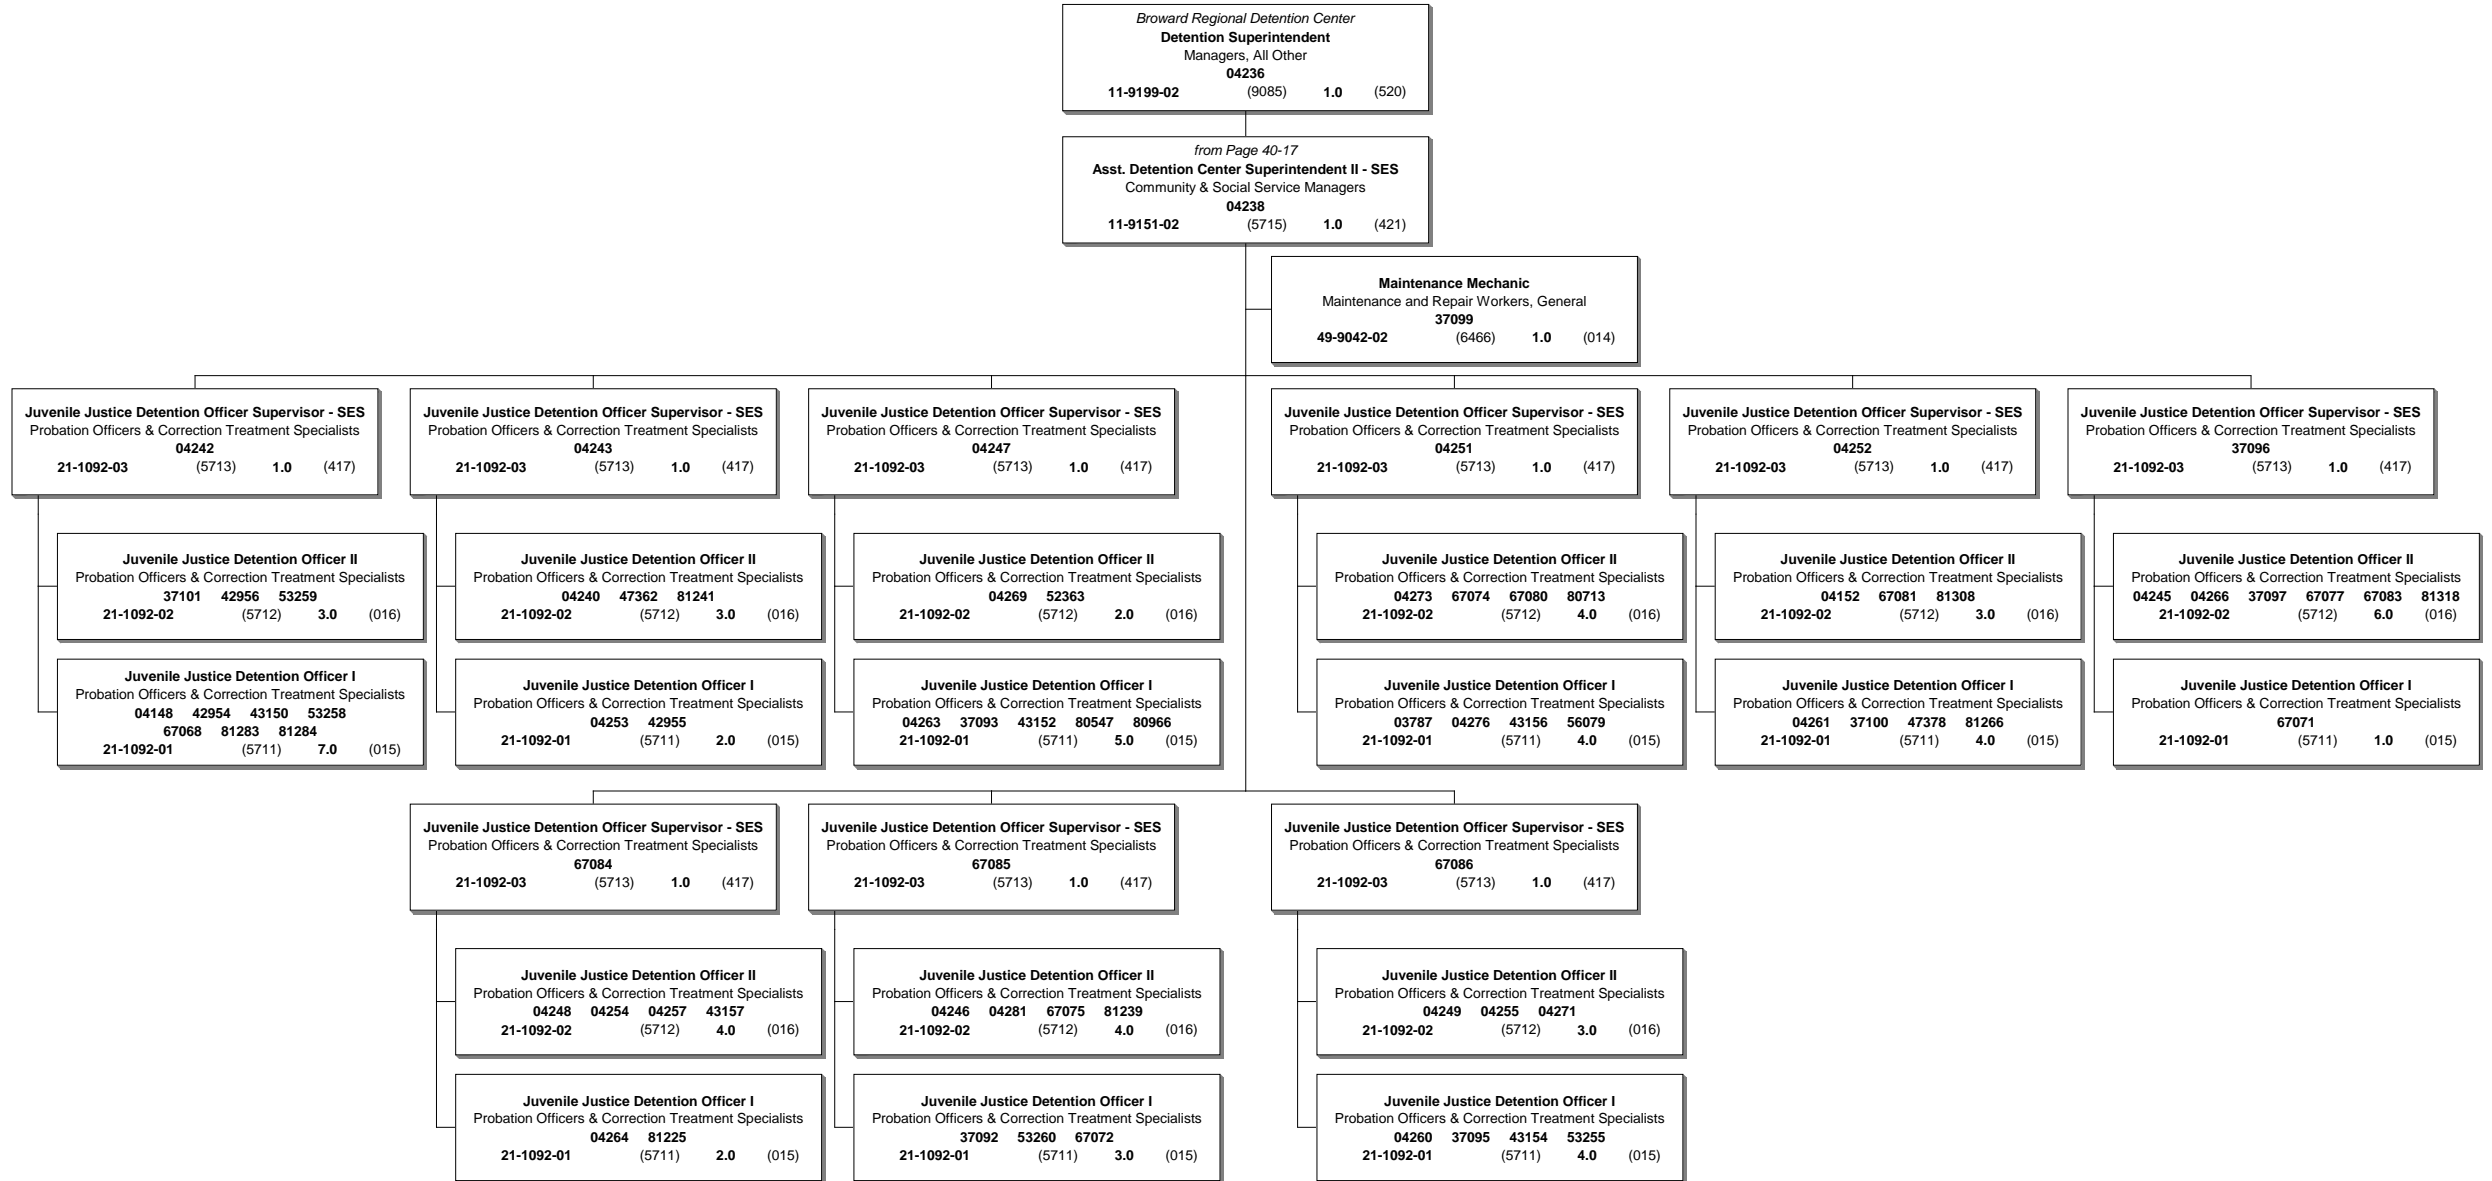 Broward Regional Detention Center
Detention Superintendent
Managers, All Other
04236
11-9199-02 (9085) 1.0 (520)
from Page 40-17
Asst. Detention Center Superintendent II - SES
Community & Social Service Managers
04238
11-9151-02 (5715) 1.0 (421)
Maintenance Mechanic
Maintenance and Repair Workers, General
37099
49-9042-02 (6466) 1.0 (014)
Juvenile Justice Detention Officer Supervisor - SES
Probation Officers & Correction Treatment Specialists
04242
21-1092-03 (5713) 1.0 (417)
Juvenile Justice Detention Officer II
Probation Officers & Correction Treatment Specialists
37101 42956 53259
21-1092-02 (5712) 3.0 (016)
Juvenile Justice Detention Officer I
Probation Officers & Correction Treatment Specialists
04148 42954 43150 53258
67068 81283 81284
21-1092-01 (5711) 7.0 (015)
Juvenile Justice Detention Officer Supervisor - SES
Probation Officers & Correction Treatment Specialists
04243
21-1092-03 (5713) 1.0 (417)
Juvenile Justice Detention Officer II
Probation Officers & Correction Treatment Specialists
04240 47362 81241
21-1092-02 (5712) 3.0 (016)
Juvenile Justice Detention Officer I
Probation Officers & Correction Treatment Specialists
04253 42955
21-1092-01 (5711) 2.0 (015)
Juvenile Justice Detention Officer Supervisor - SES
Probation Officers & Correction Treatment Specialists
04247
21-1092-03 (5713) 1.0 (417)
Juvenile Justice Detention Officer II
Probation Officers & Correction Treatment Specialists
04269 52363
21-1092-02 (5712) 2.0 (016)
Juvenile Justice Detention Officer I
Probation Officers & Correction Treatment Specialists
04263 37093 43152 80547 80966
21-1092-01 (5711) 5.0 (015)
Juvenile Justice Detention Officer Supervisor - SES
Probation Officers & Correction Treatment Specialists
04251
21-1092-03 (5713) 1.0 (417)
Juvenile Justice Detention Officer II
Probation Officers & Correction Treatment Specialists
04273 67074 67080 80713
21-1092-02 (5712) 4.0 (016)
Juvenile Justice Detention Officer I
Probation Officers & Correction Treatment Specialists
03787 04276 43156 56079
21-1092-01 (5711) 4.0 (015)
Juvenile Justice Detention Officer Supervisor - SES
Probation Officers & Correction Treatment Specialists
04252
21-1092-03 (5713) 1.0 (417)
Juvenile Justice Detention Officer II
Probation Officers & Correction Treatment Specialists
04152 67081 81308
21-1092-02 (5712) 3.0 (016)
Juvenile Justice Detention Officer I
Probation Officers & Correction Treatment Specialists
04261 37100 47378 81266
21-1092-01 (5711) 4.0 (015)
Juvenile Justice Detention Officer Supervisor - SES
Probation Officers & Correction Treatment Specialists
37096
21-1092-03 (5713) 1.0 (417)
Juvenile Justice Detention Officer II
Probation Officers & Correction Treatment Specialists
04245 04266 37097 67077 67083 81318
21-1092-02 (5712) 6.0 (016)
Juvenile Justice Detention Officer I
Probation Officers & Correction Treatment Specialists
67071
21-1092-01 (5711) 1.0 (015)
Juvenile Justice Detention Officer Supervisor - SES
Probation Officers & Correction Treatment Specialists
67084
21-1092-03 (5713) 1.0 (417)
Juvenile Justice Detention Officer II
Probation Officers & Correction Treatment Specialists
04248 04254 04257 43157
21-1092-02 (5712) 4.0 (016)
Juvenile Justice Detention Officer I
Probation Officers & Correction Treatment Specialists
04264 81225
21-1092-01 (5711) 2.0 (015)
Juvenile Justice Detention Officer Supervisor - SES
Probation Officers & Correction Treatment Specialists
67085
21-1092-03 (5713) 1.0 (417)
Juvenile Justice Detention Officer II
Probation Officers & Correction Treatment Specialists
04246 04281 67075 81239
21-1092-02 (5712) 4.0 (016)
Juvenile Justice Detention Officer I
Probation Officers & Correction Treatment Specialists
37092 53260 67072
21-1092-01 (5711) 3.0 (015)
Juvenile Justice Detention Officer Supervisor - SES
Probation Officers & Correction Treatment Specialists
67086
21-1092-03 (5713) 1.0 (417)
Juvenile Justice Detention Officer II
Probation Officers & Correction Treatment Specialists
04249 04255 04271
21-1092-02 (5712) 3.0 (016)
Juvenile Justice Detention Officer I
Probation Officers & Correction Treatment Specialists
04260 37095 43154 53255
21-1092-01 (5711) 4.0 (015)